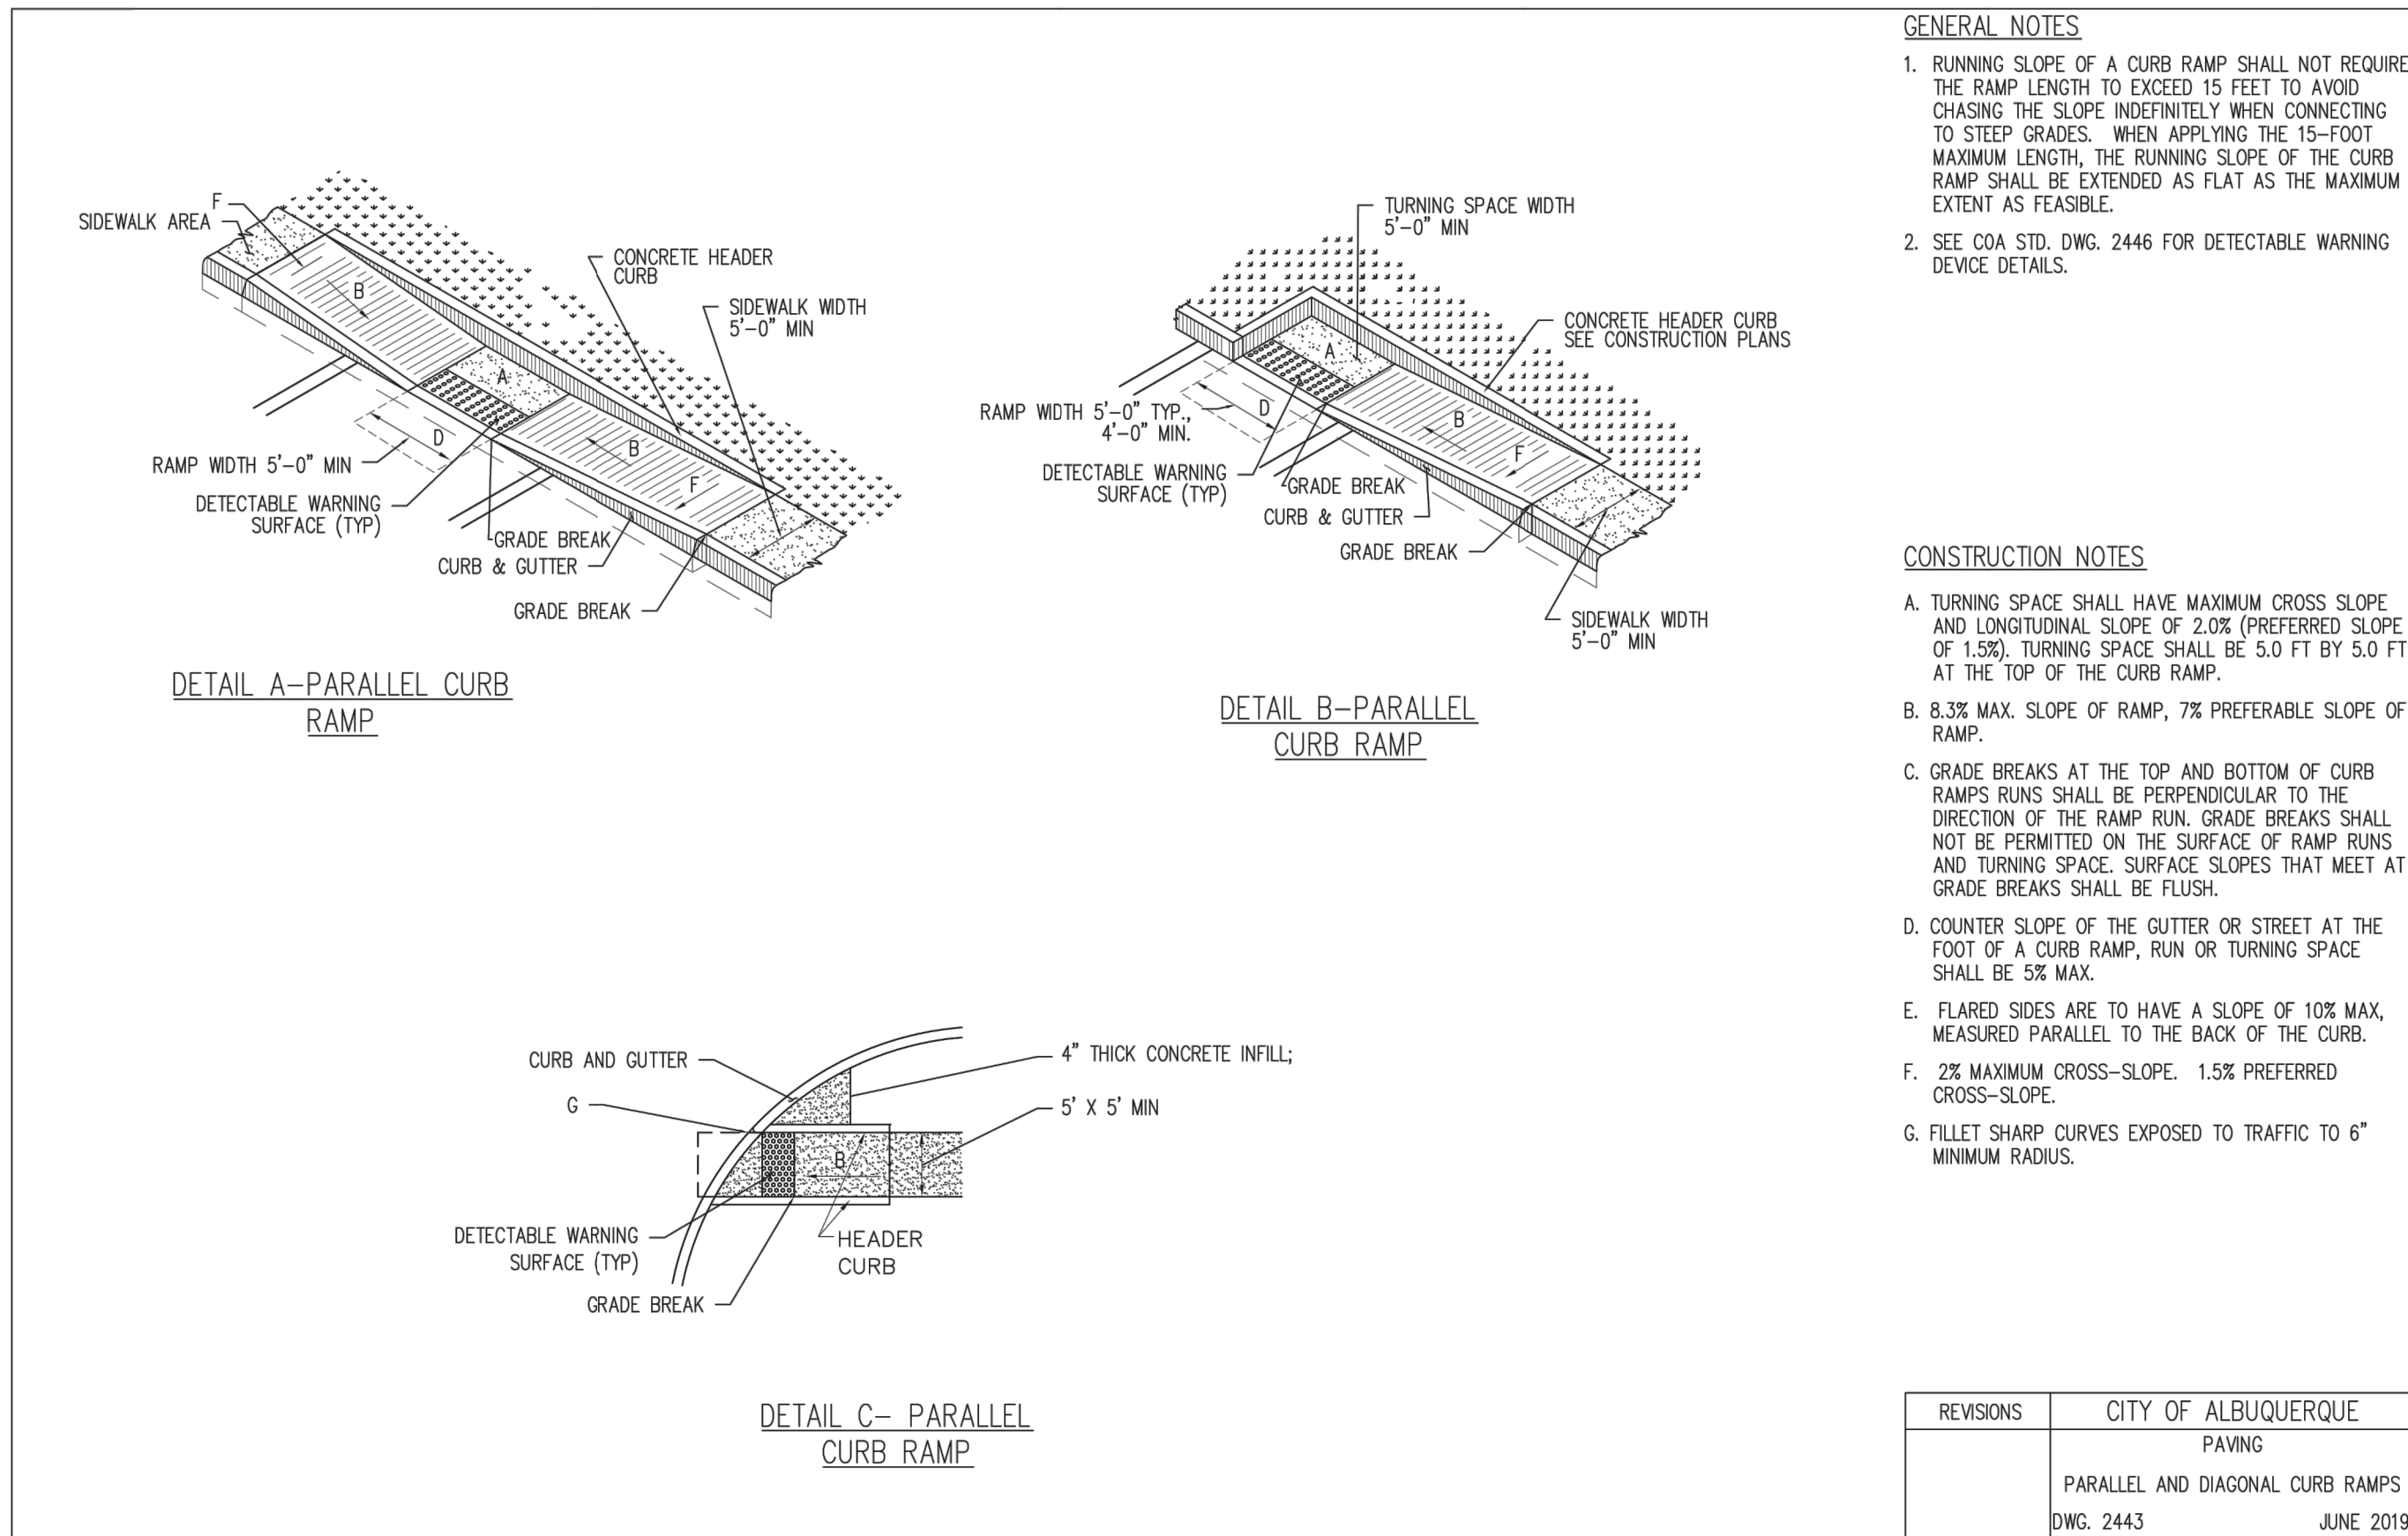 F
SIDEWALK AREA
B
CONCRETE HEADER
CURB
SIDEWALK WIDTH
5'-0" MIN
A
D
B
F
RAMP WIDTH 5'-0" MIN
DETECTABLE WARNING
SURFACE (TYP)
GRADE BREAK
CURB & GUTTER
GRADE BREAK
DETAIL A-PARALLEL CURB
RAMP
TURNING SPACE WIDTH
5'-0" MIN
CONCRETE HEADER CURB
SEE CONSTRUCTION PLANS
A
RAMP WIDTH 5'-0" TYP.,
4'-0" MIN.
D
B
F
DETECTABLE WARNING
SURFACE (TYP)
GRADE BREAK
CURB & GUTTER
GRADE BREAK
SIDEWALK WIDTH
5'-0" MIN
DETAIL B-PARALLEL
CURB RAMP
CURB AND GUTTER
4" THICK CONCRETE INFILL;
G
5' X 5' MIN
B
DETECTABLE WARNING
SURFACE (TYP)
HEADER
CURB
GRADE BREAK
DETAIL C- PARALLEL
CURB RAMP
GENERAL NOTES
1. RUNNING SLOPE OF A CURB RAMP SHALL NOT REQUIRE
THE RAMP LENGTH TO EXCEED 15 FEET TO AVOID
CHASING THE SLOPE INDEFINITELY WHEN CONNECTING
TO STEEP GRADES. WHEN APPLYING THE 15-FOOT
MAXIMUM LENGTH, THE RUNNING SLOPE OF THE CURB
RAMP SHALL BE EXTENDED AS FLAT AS THE MAXIMUM
EXTENT AS FEASIBLE.
2. SEE COA STD. DWG. 2446 FOR DETECTABLE WARNING
DEVICE DETAILS.
CONSTRUCTION NOTES
A. TURNING SPACE SHALL HAVE MAXIMUM CROSS SLOPE
AND LONGITUDINAL SLOPE OF 2.0% (PREFERRED SLOPE
OF 1.5%). TURNING SPACE SHALL BE 5.0 FT BY 5.0 FT
AT THE TOP OF THE CURB RAMP.
B. 8.3% MAX. SLOPE OF RAMP, 7% PREFERABLE SLOPE OF
RAMP.
C. GRADE BREAKS AT THE TOP AND BOTTOM OF CURB
RAMPS RUNS SHALL BE PERPENDICULAR TO THE
DIRECTION OF THE RAMP RUN. GRADE BREAKS SHALL
NOT BE PERMITTED ON THE SURFACE OF RAMP RUNS
AND TURNING SPACE. SURFACE SLOPES THAT MEET AT
GRADE BREAKS SHALL BE FLUSH.
D. COUNTER SLOPE OF THE GUTTER OR STREET AT THE
FOOT OF A CURB RAMP, RUN OR TURNING SPACE
SHALL BE 5% MAX.
E. FLARED SIDES ARE TO HAVE A SLOPE OF 10% MAX,
MEASURED PARALLEL TO THE BACK OF THE CURB.
F. 2% MAXIMUM CROSS-SLOPE. 1.5% PREFERRED
CROSS-SLOPE.
G. FILLET SHARP CURVES EXPOSED TO TRAFFIC TO 6"
MINIMUM RADIUS.
REVISIONS
CITY OF ALBUQUERQUE
PAVING
PARALLEL AND DIAGONAL CURB RAMPS
DWG. 2443 JUNE 2019